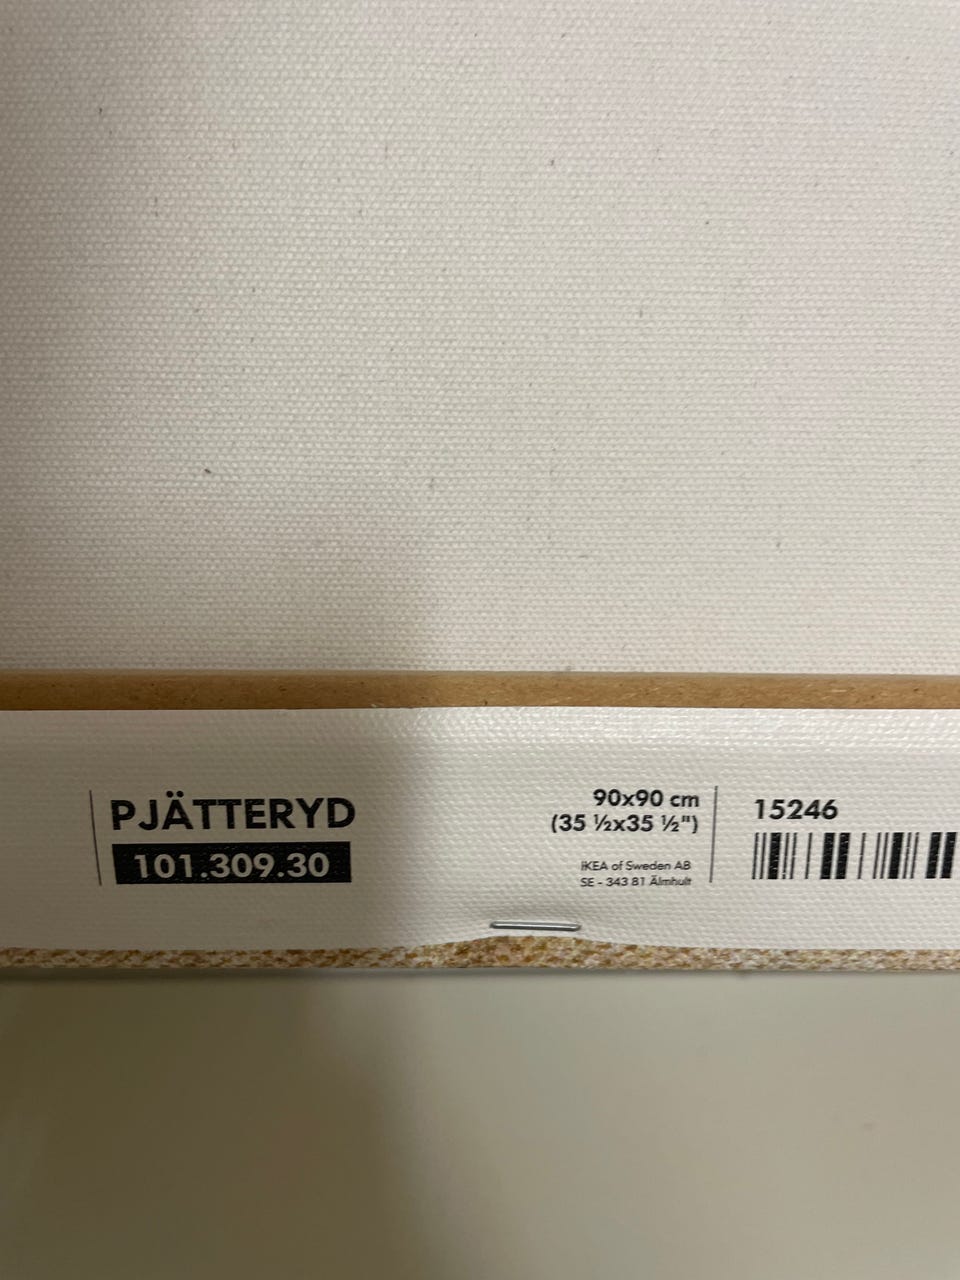 PJÄTTERYD
101.309.30
90x90 cm
(35 ½x35 ½")
IKEA of Sweden AB
SE - 343 81 Älmhult
15246